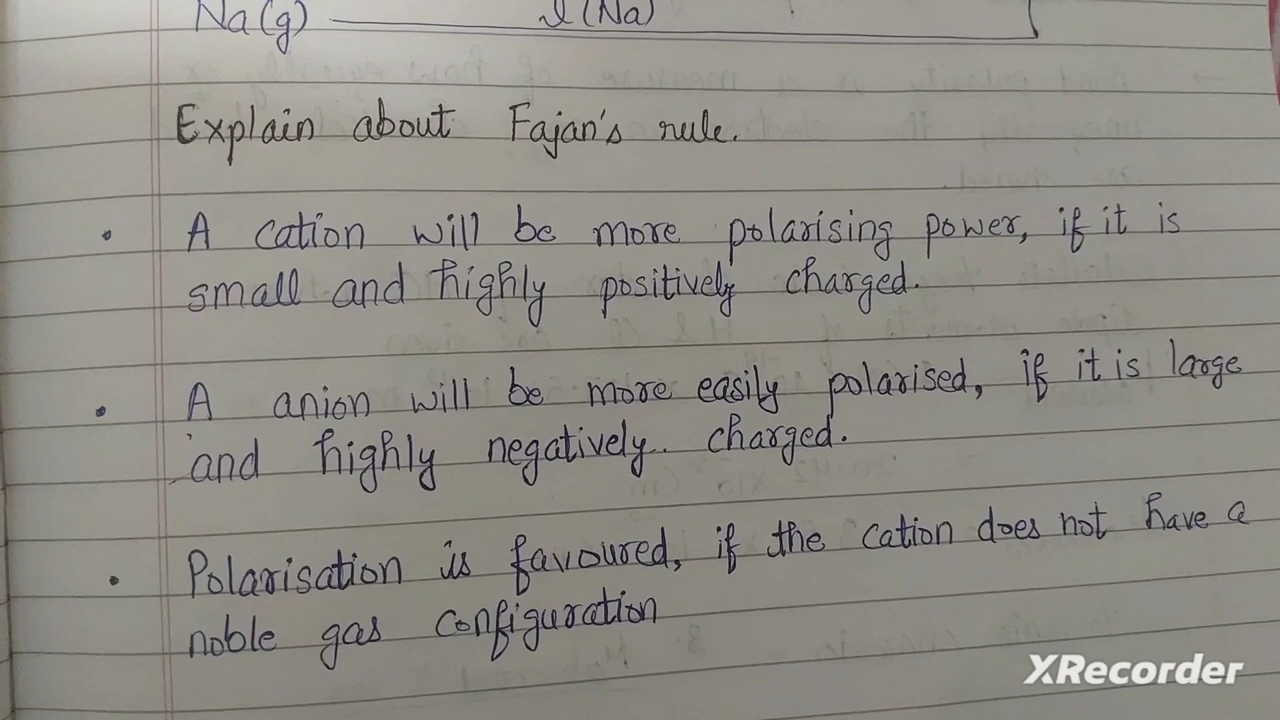 Na(g) I(Na)
Explain about Fajan's rule.
• A cation will be more polarising power, if it is
small and highly positively charged.
• A anion will be more easily polarised, if it is large
and highly negatively. charged.
• Polarisation is favoured, if the cation does not have a
noble gas configuration
XRecorder